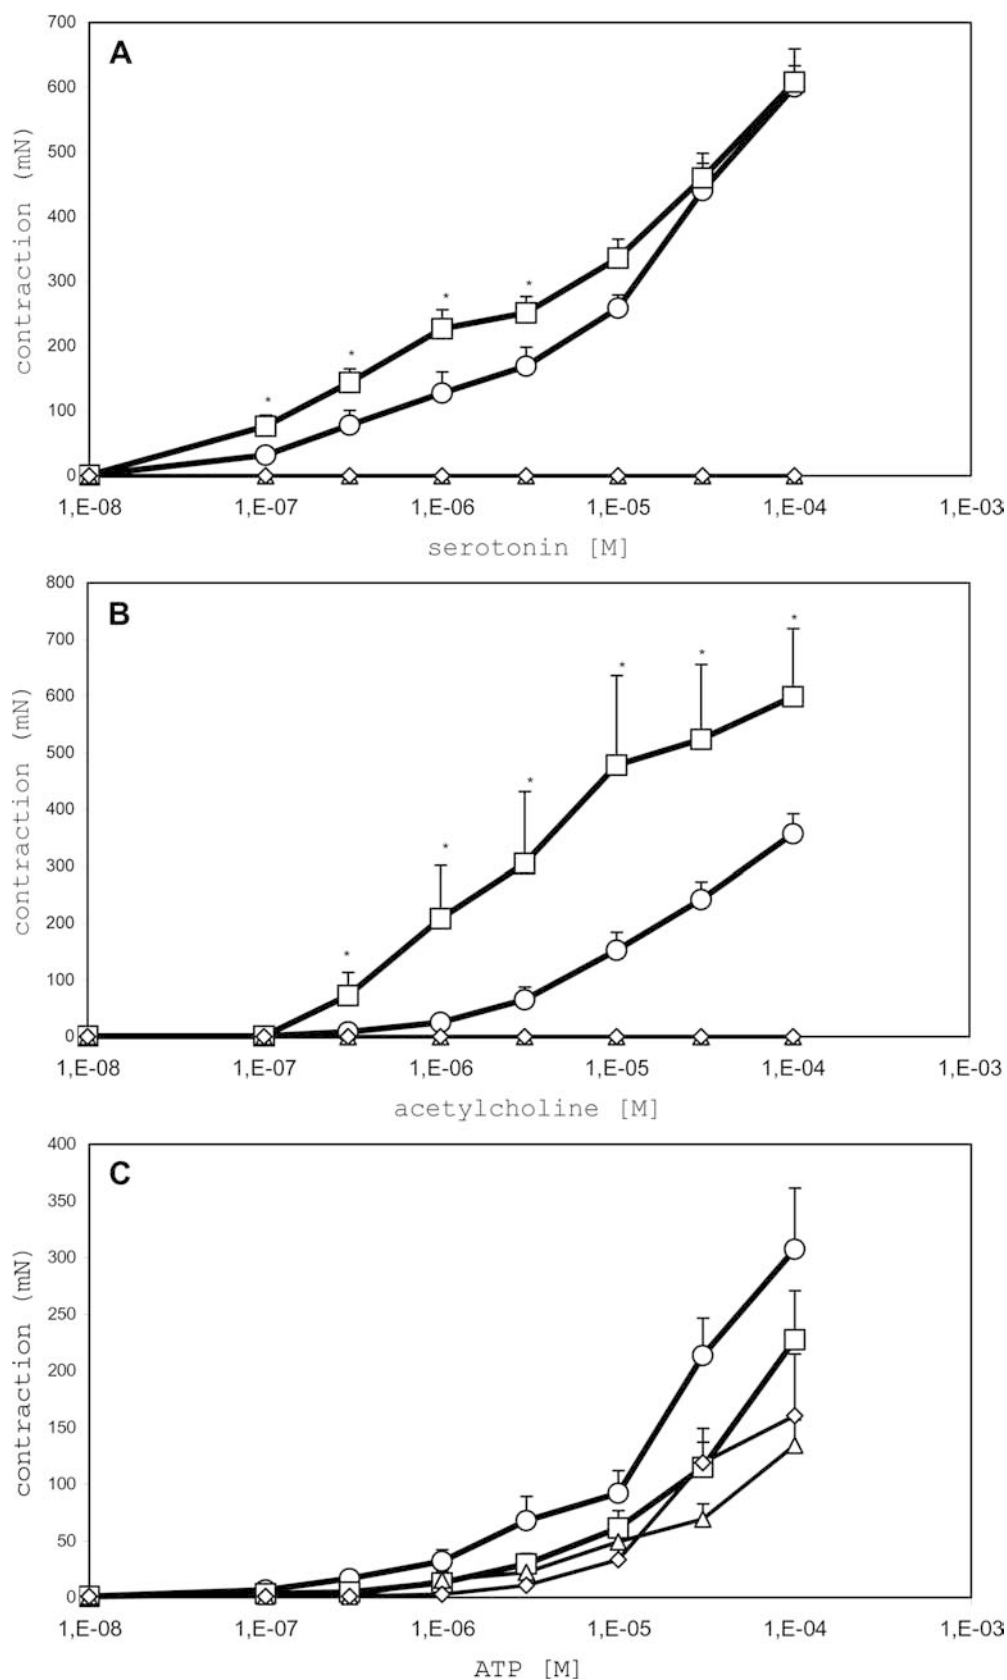 700
A
600
500
400
300
200
100
0
contraction (mN)
* * * *
1,E-08 1,E-07 1,E-06 1,E-05 1,E-04 1,E-03
serotonin [M]
800
B
700
600
500
400
300
200
100
0
contraction (mN)
* * * * * *
1,E-08 1,E-07 1,E-06 1,E-05 1,E-04 1,E-03
acetylcholine [M]
400
C
350
300
250
200
150
100
50
0
contraction (mN)
1,E-08 1,E-07 1,E-06 1,E-05 1,E-04 1,E-03
ATP [M]